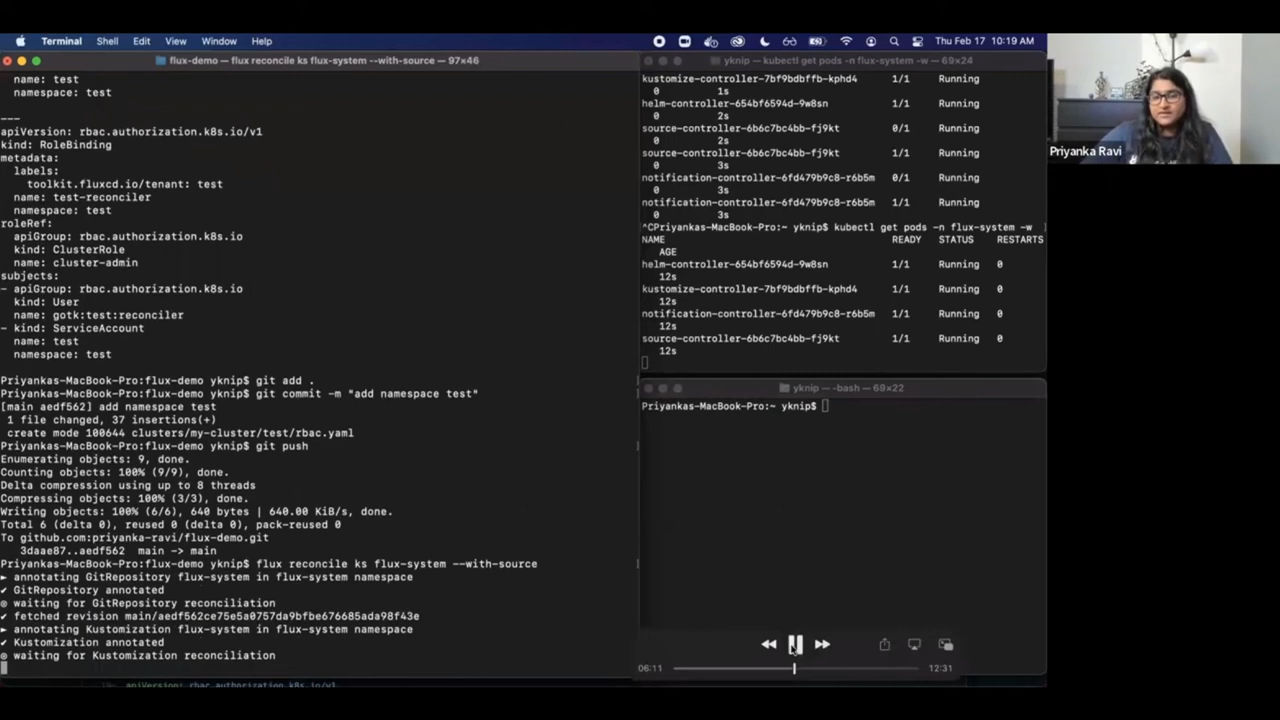 Terminal Shell Edit View Window Help Thu Feb 17 10:19 AM
flux-demo — flux reconcile ks flux-system --with-source — 97×46
name: test
namespace: test
---
apiVersion: rbac.authorization.k8s.io/v1
kind: RoleBinding
metadata:
labels:
toolkit.fluxcd.io/tenant: test
name: test-reconciler
namespace: test
roleRef:
apiGroup: rbac.authorization.k8s.io
kind: ClusterRole
name: cluster-admin
subjects:
- apiGroup: rbac.authorization.k8s.io
kind: User
name: gotk:test:reconciler
- kind: ServiceAccount
name: test
namespace: test
Priyankas-MacBook-Pro:flux-demo yknip$ git add .
Priyankas-MacBook-Pro:flux-demo yknip$ git commit -m "add namespace test"
[main aedf562] add namespace test
1 file changed, 37 insertions(+)
create mode 100644 clusters/my-cluster/test/rbac.yaml
Priyankas-MacBook-Pro:flux-demo yknip$ git push
Enumerating objects: 9, done.
Counting objects: 100% (9/9), done.
Delta compression using up to 8 threads
Compressing objects: 100% (3/3), done.
Writing objects: 100% (6/6), 640 bytes | 640.00 KiB/s, done.
Total 6 (delta 0), reused 0 (delta 0), pack-reused 0
To github.com:priyanka-ravi/flux-demo.git
3daae87..aedf562 main -> main
Priyankas-MacBook-Pro:flux-demo yknip$ flux reconcile ks flux-system --with-source
► annotating GitRepository flux-system in flux-system namespace
✔ GitRepository annotated
◎ waiting for GitRepository reconciliation
✔ fetched revision main/aedf562ce75e5a0757da9bfbe676685ada98f43e
► annotating Kustomization flux-system in flux-system namespace
✔ Kustomization annotated
◎ waiting for Kustomization reconciliation
yknip — kubectl get pods -n flux-system -w — 69×24
kustomize-controller-7bf9bdbffb-kphd4 1/1 Running
0 1s
helm-controller-654bf6594d-9w8sn 1/1 Running
0 2s
source-controller-6b6c7bc4bb-fj9kt 0/1 Running
0 2s
source-controller-6b6c7bc4bb-fj9kt 1/1 Running
0 3s
notification-controller-6fd479b9c8-r6b5m 0/1 Running
0 3s
notification-controller-6fd479b9c8-r6b5m 1/1 Running
0 3s
^CPriyankas-MacBook-Pro:~ yknip$ kubectl get pods -n flux-system -w
NAME READY STATUS RESTARTS
AGE
helm-controller-654bf6594d-9w8sn 1/1 Running 0
12s
kustomize-controller-7bf9bdbffb-kphd4 1/1 Running 0
12s
notification-controller-6fd479b9c8-r6b5m 1/1 Running 0
12s
source-controller-6b6c7bc4bb-fj9kt 1/1 Running 0
12s
yknip — -bash — 69×22
Priyankas-MacBook-Pro:~ yknip$
06:11 12:31
Priyanka Ravi